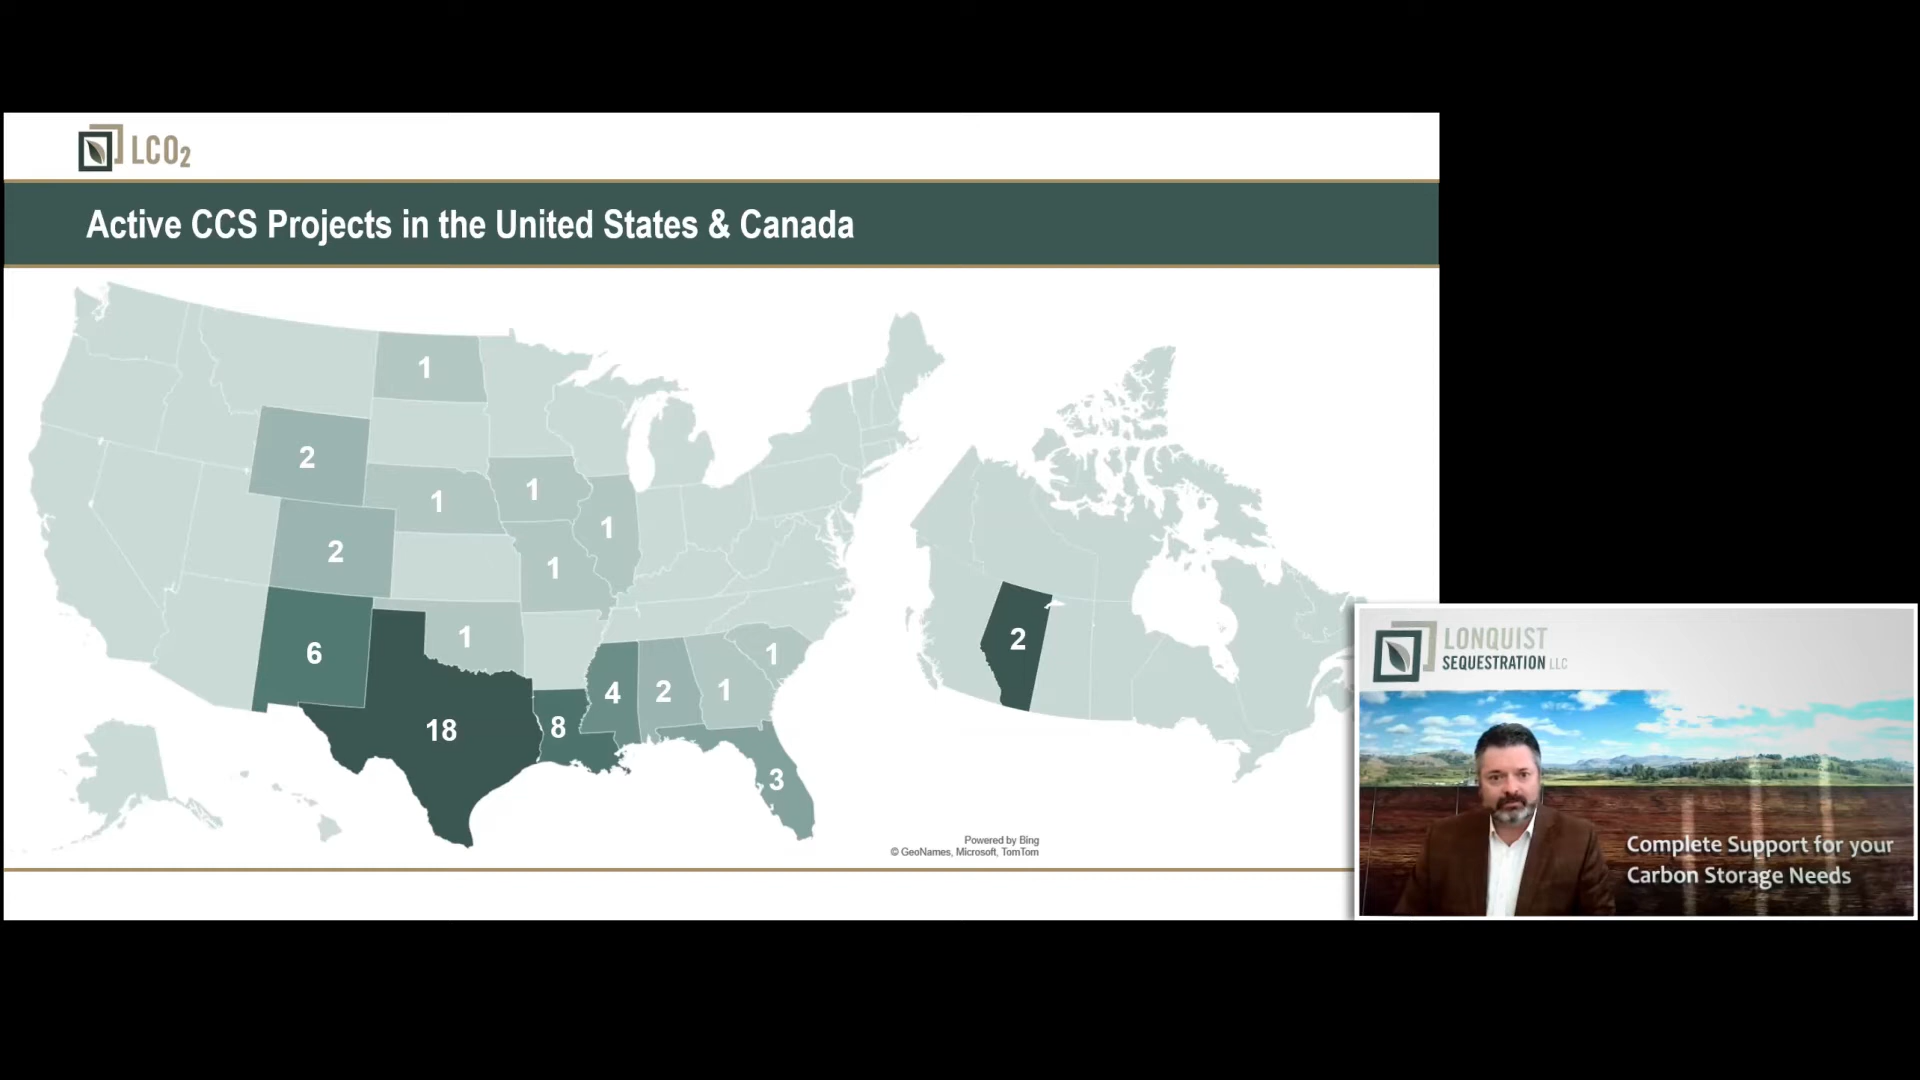 LCO2
Active CCS Projects in the United States & Canada
1
2
1
1
1
2
1
6
1
18
8
4
2
1
1
3
2
Powered by Bing
© GeoNames, Microsoft, TomTom
LONQUIST
SEQUESTRATION LLC
Complete Support for your
Carbon Storage Needs